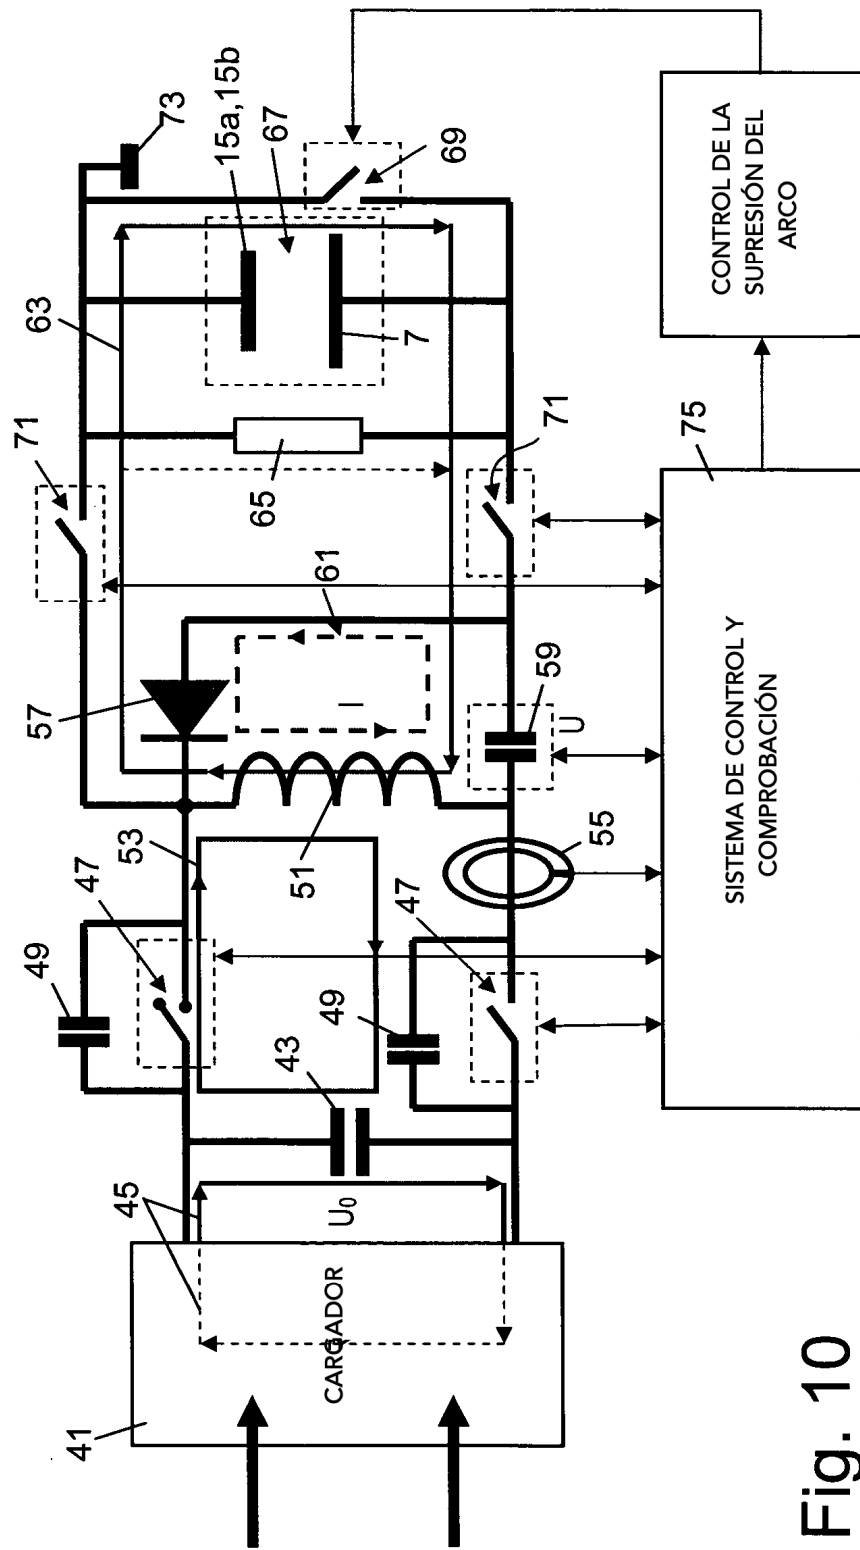 41
CARGADOR
45
U₀
43
49
47
53
49
47
51
55
57
61
I
59
U
71
63
65
71
7
67
15a,15b
73
69
75
SISTEMA DE CONTROL Y
COMPROBACIÓN
CONTROL DE LA
SUPRESIÓN DEL
ARCO
Fig. 10